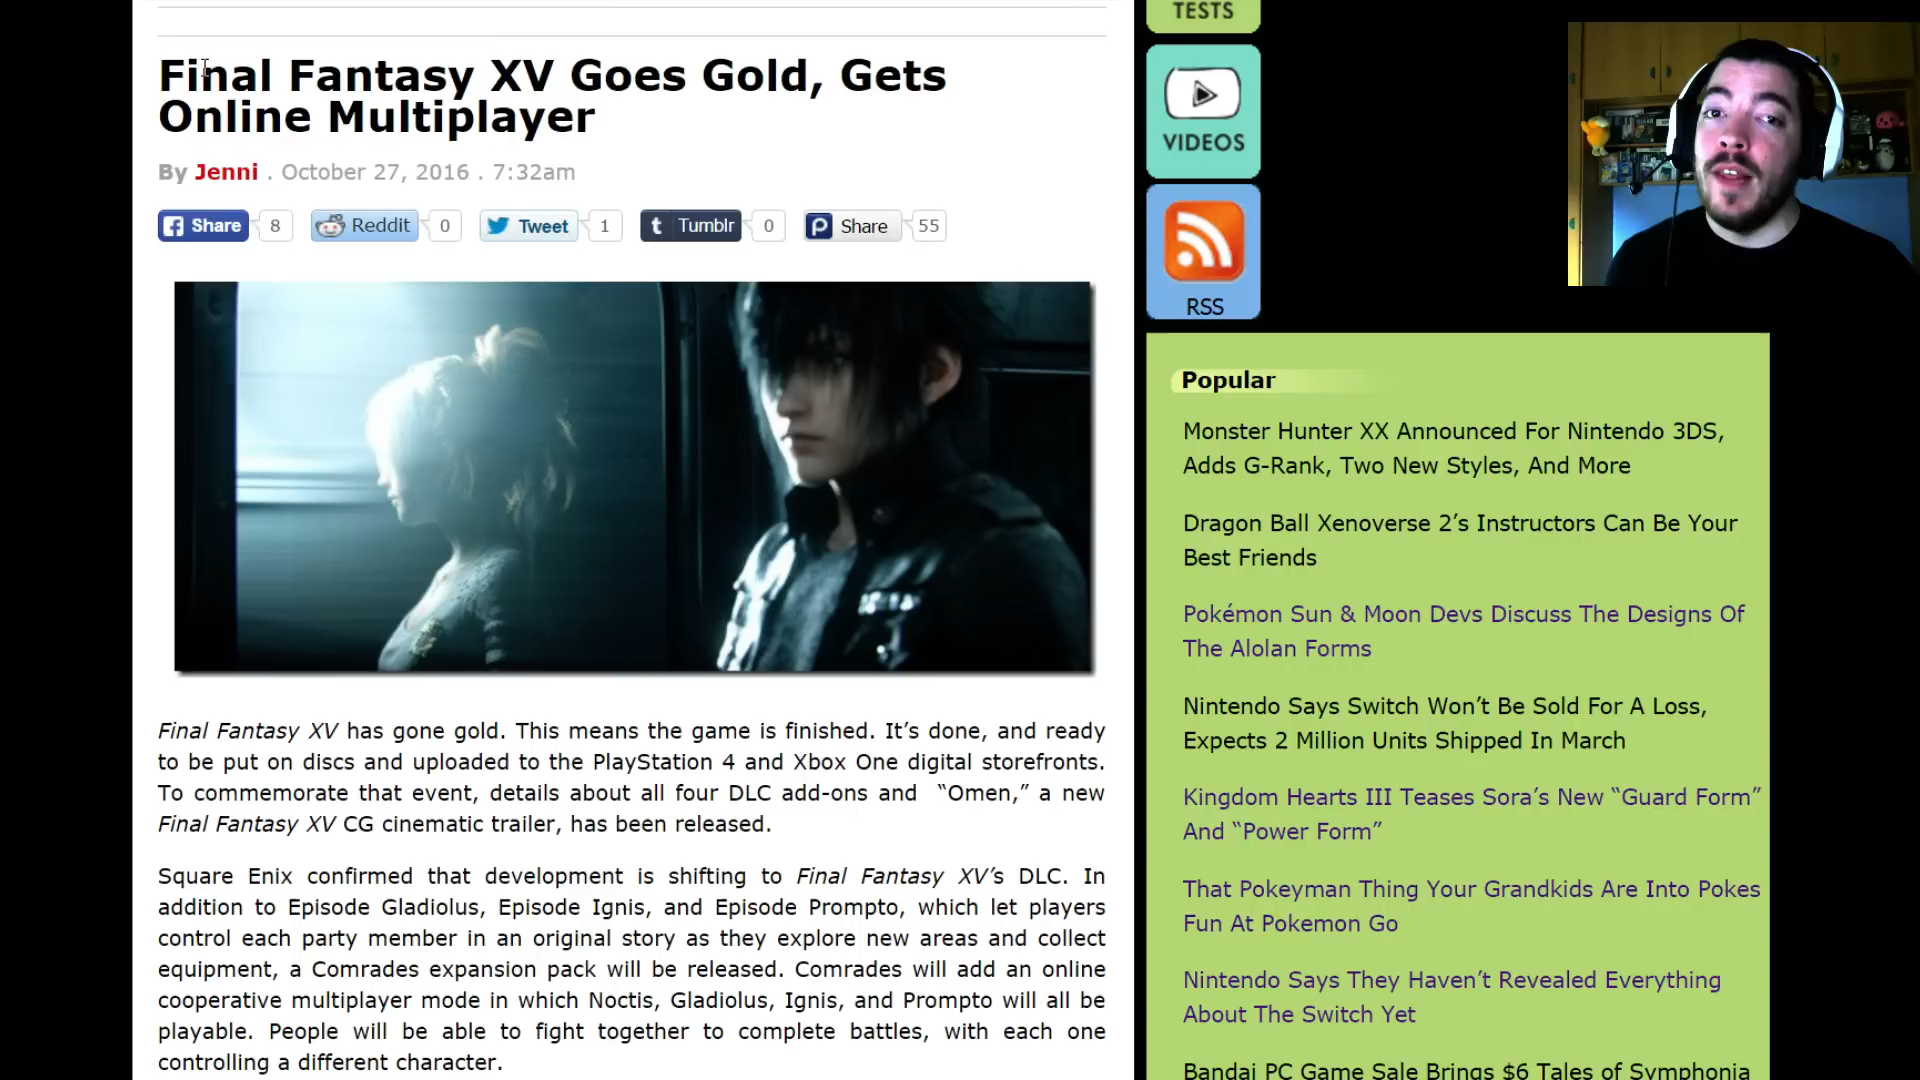 Final Fantasy XV Goes Gold, Gets
Online Multiplayer
By Jenni . October 27, 2016 . 7:32am
Share 8 Reddit 0 Tweet 1 Tumblr 0 Share 55
Final Fantasy XV has gone gold. This means the game is finished. It’s done, and ready
to be put on discs and uploaded to the PlayStation 4 and Xbox One digital storefronts.
To commemorate that event, details about all four DLC add-ons and “Omen,” a new
Final Fantasy XV CG cinematic trailer, has been released.
Square Enix confirmed that development is shifting to Final Fantasy XV’s DLC. In
addition to Episode Gladiolus, Episode Ignis, and Episode Prompto, which let players
control each party member in an original story as they explore new areas and collect
equipment, a Comrades expansion pack will be released. Comrades will add an online
cooperative multiplayer mode in which Noctis, Gladiolus, Ignis, and Prompto will all be
playable. People will be able to fight together to complete battles, with each one
controlling a different character.
TESTS
VIDEOS
RSS
Popular
Monster Hunter XX Announced For Nintendo 3DS,
Adds G-Rank, Two New Styles, And More
Dragon Ball Xenoverse 2’s Instructors Can Be Your
Best Friends
Pokémon Sun & Moon Devs Discuss The Designs Of
The Alolan Forms
Nintendo Says Switch Won’t Be Sold For A Loss,
Expects 2 Million Units Shipped In March
Kingdom Hearts III Teases Sora’s New “Guard Form”
And “Power Form”
That Pokeyman Thing Your Grandkids Are Into Pokes
Fun At Pokemon Go
Nintendo Says They Haven’t Revealed Everything
About The Switch Yet
Bandai PC Game Sale Brings $6 Tales of Symphonia